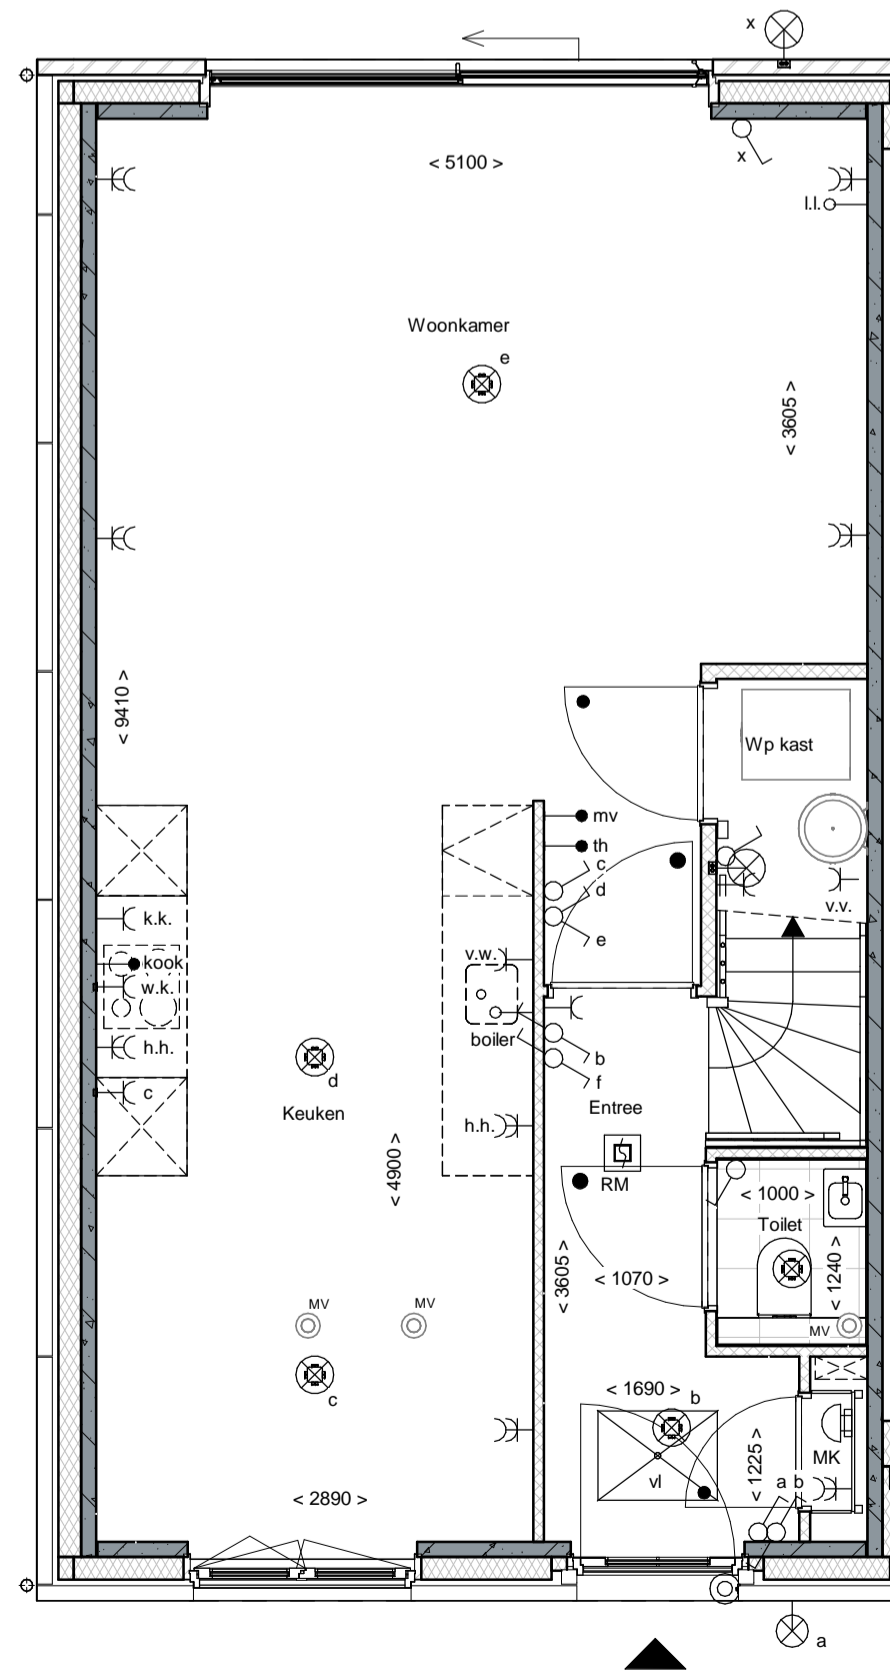 x
< 5100 >
x
l.l.
Woonkamer
e
< 3605 >
< 9410 >
Wp kast
mv
th
c
d
v.v.
k.k.
e
kook
v.w.
w.k.
boiler
h.h.
b
c
d
f
Keuken
Entree
h.h.
< 4900 >
RM
< 1000 >
Toilet
< 3605 >
< 1070 >
< 1240 >
MV
MV
MV
c
< 1690 >
b
< 1225 >
MK
vl
a b
< 2890 >
a